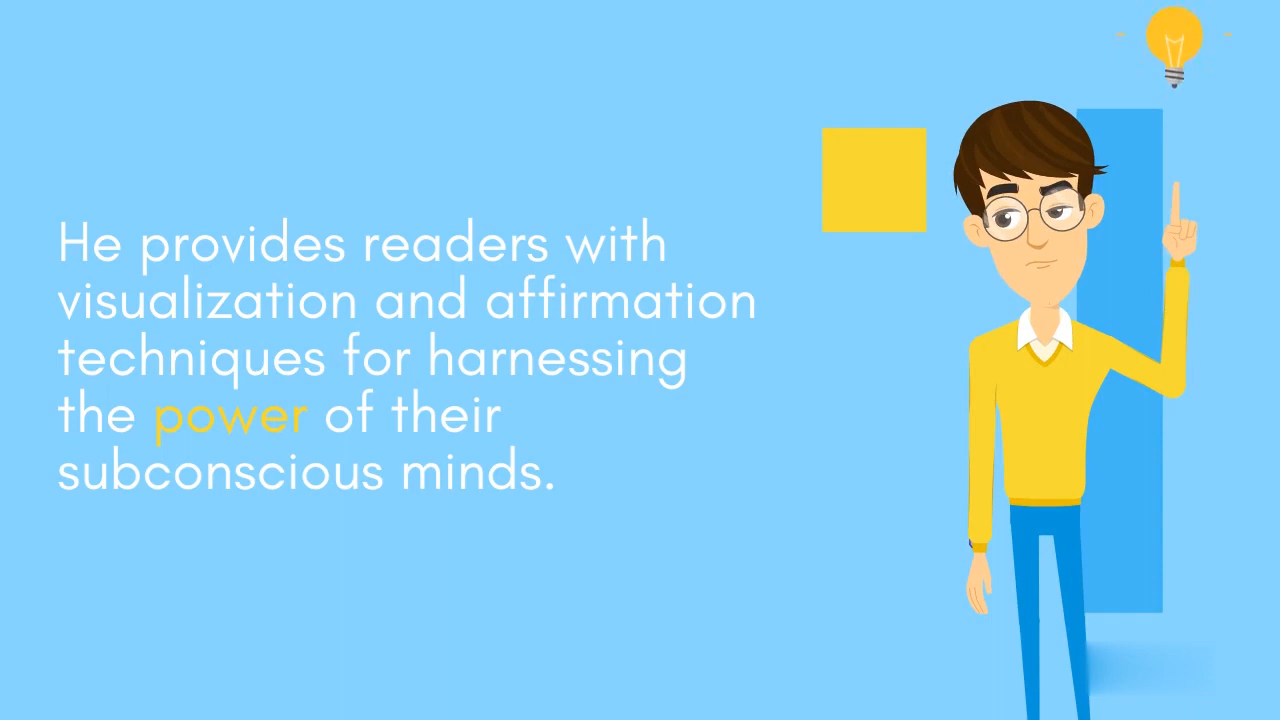 He provides readers with
visualization and affirmation
techniques for harnessing
the power of their
subconscious minds.